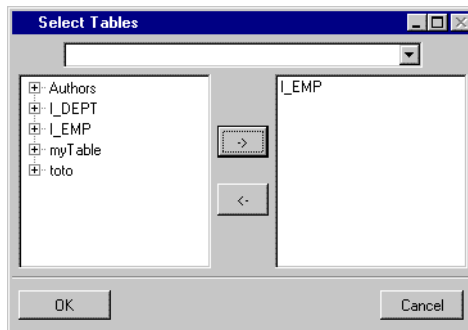 Select Tables
Authors
I_DEPT
I_EMP
myTable
toto
->
<-
I_EMP
OK
Cancel